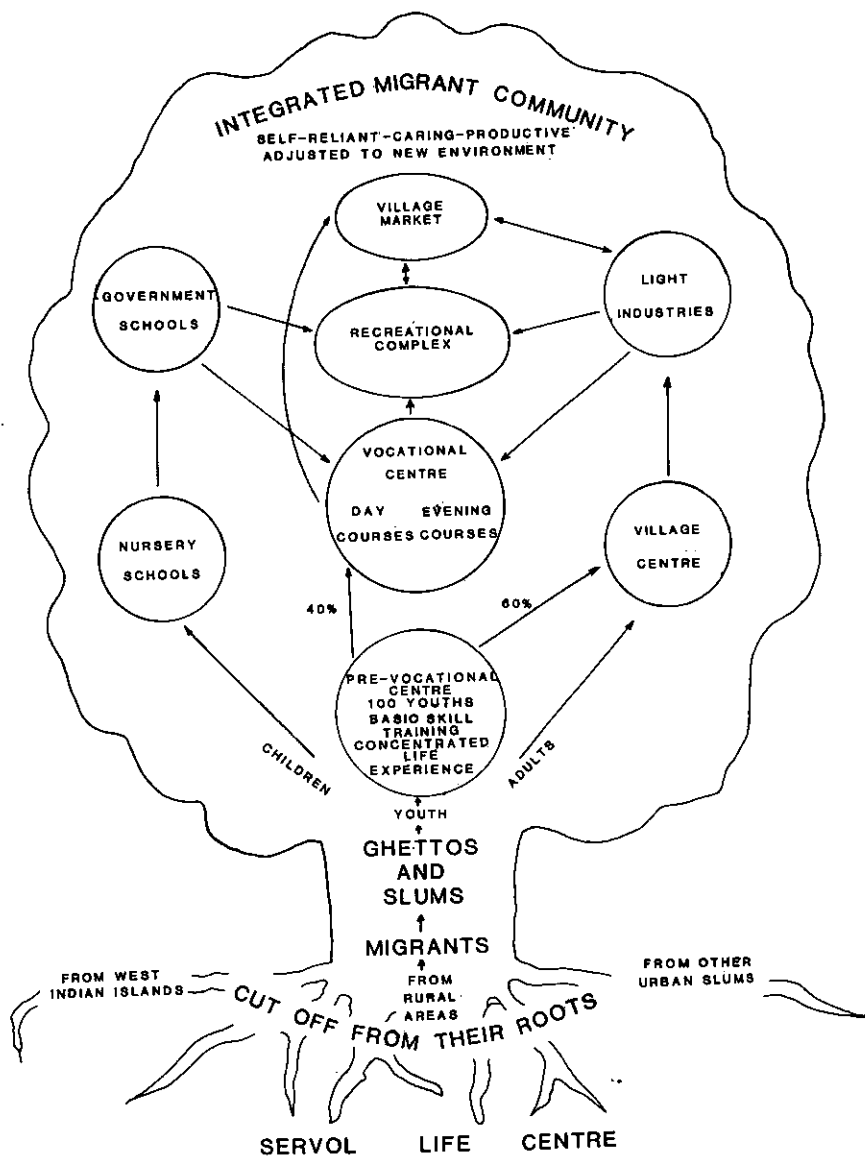 INTEGRATED MIGRANT COMMUNITY
SELF-RELIANT-CARING-PRODUCTIVE
ADJUSTED TO NEW ENVIRONMENT
VILLAGE
MARKET
GOVERNMENT
SCHOOLS
LIGHT
INDUSTRIES
RECREATIONAL
COMPLEX
VOCATIONAL
CENTRE
DAY EVENING
COURSES COURSES
NURSERY
SCHOOLS
VILLAGE
CENTRE
40%
60%
PRE-VOCATIONAL
CENTRE
100 YOUTHS
BASIC SKILL
TRAINING
CONCENTRATED
LIFE
EXPERIENCE
CHILDREN
ADULTS
YOUTH
GHETTOS
AND
SLUMS
MIGRANTS
FROM WEST
INDIAN ISLANDS
FROM
RURAL
AREAS
FROM OTHER
URBAN SLUMS
CUT OFF FROM THEIR ROOTS
SERVOL LIFE CENTRE